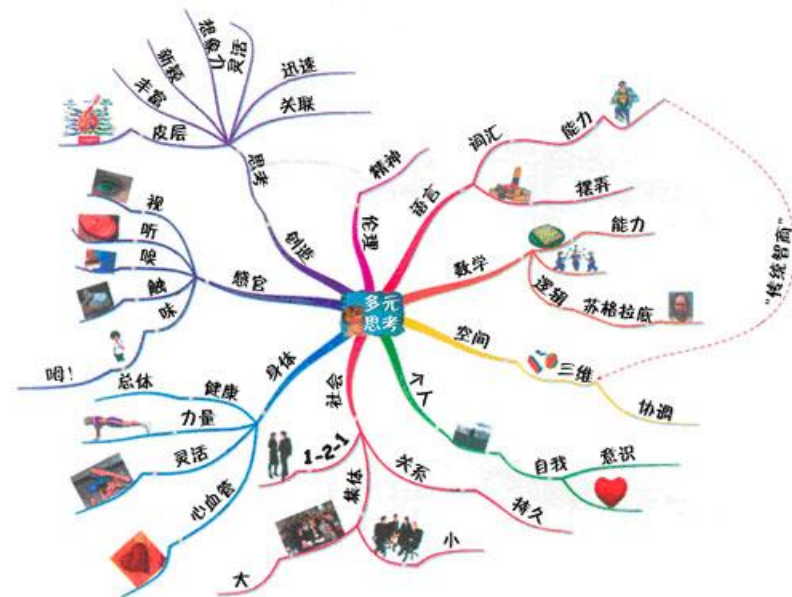 多元
思考
创造
思考
皮层
丰富
新颖
想象力
灵活
迅速
关联
伦理
精神
语言
词汇
能力
摆弄
数学
能力
逻辑
苏格拉底
空间
三维
协调
"传统智商"
个人
自我
意识
社会
1-2-1
集体
大
小
关系
持久
身体
健康
总体
力量
灵活
心血管
感官
视
听
嗅
触
味